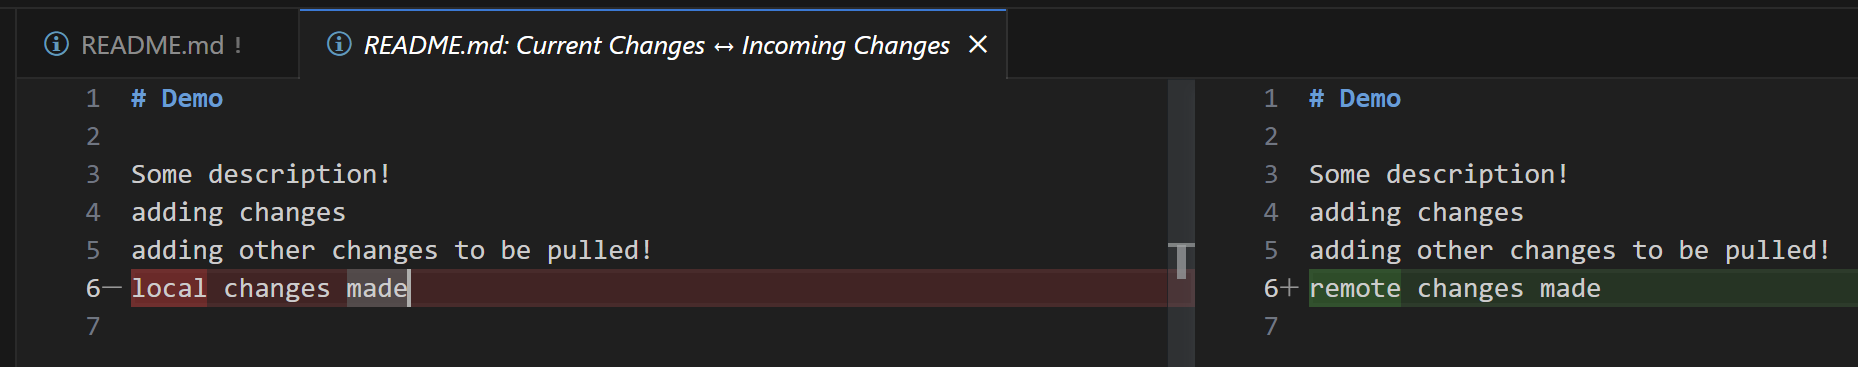 README.md !
README.md: Current Changes ↔ Incoming Changes
1 # Demo
2
3 Some description!
4 adding changes
5 adding other changes to be pulled!
6— local changes made
7
1 # Demo
2
3 Some description!
4 adding changes
5 adding other changes to be pulled!
6+ remote changes made
7